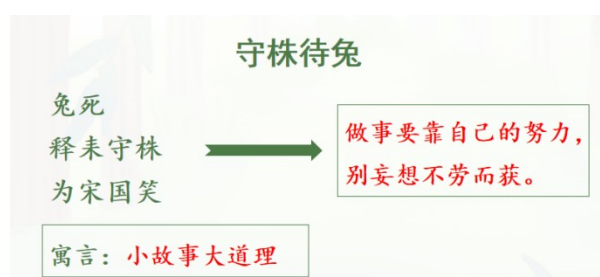 守株待兔
兔死
释耒守株
为宋国笑
做事要靠自己的努力，
别妄想不劳而获。
寓言：小故事大道理